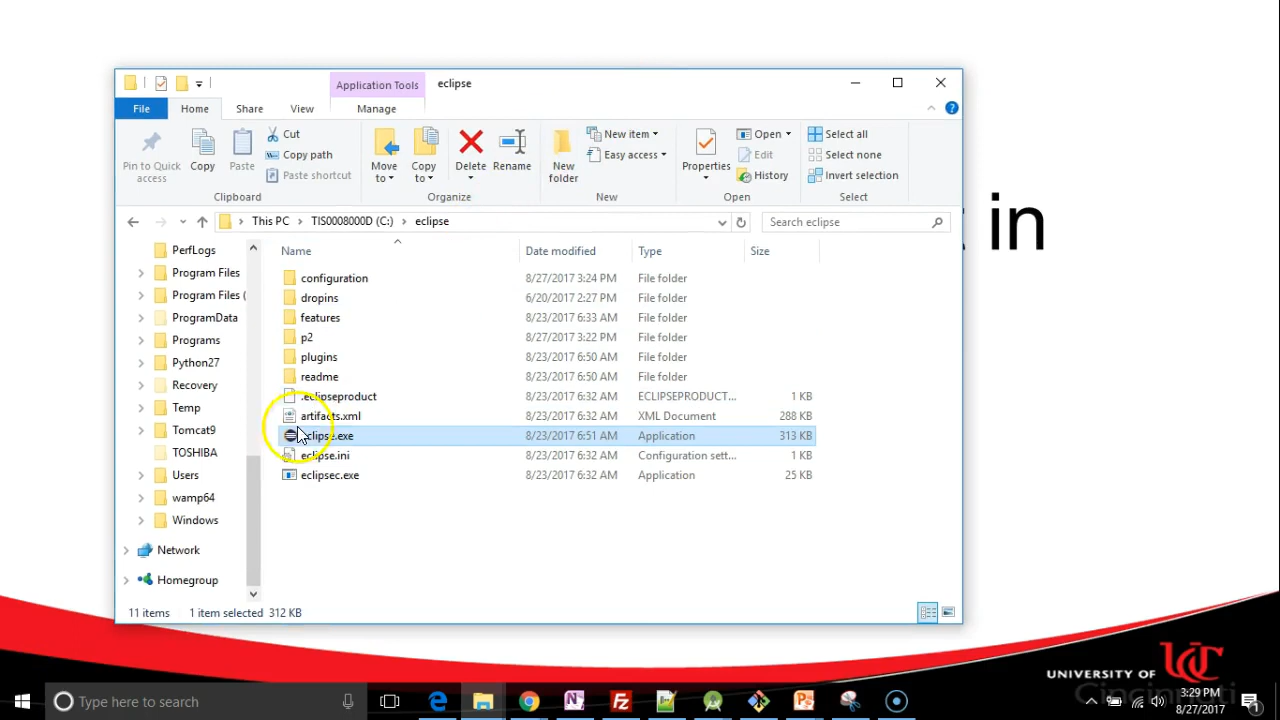 Application Tools
eclipse
File
Home
Share
View
Manage
Pin to Quick
access
Copy
Paste
Cut
Copy path
Paste shortcut
Clipboard
Move
to
Copy
to
Delete
Rename
Organize
New
folder
New item
Easy access
New
Properties
Open
Edit
History
Open
Select all
Select none
Invert selection
Select
This PC > TIS0008000D (C:) > eclipse
Search eclipse
in
PerfLogs
Program Files
Program Files (
ProgramData
Programs
Python27
Recovery
Temp
Tomcat9
TOSHIBA
Users
wamp64
Windows
Network
Homegroup
Name Date modified Type Size
configuration 8/27/2017 3:24 PM File folder
dropins 6/20/2017 2:27 PM File folder
features 8/23/2017 6:33 AM File folder
p2 8/27/2017 3:22 PM File folder
plugins 8/23/2017 6:50 AM File folder
readme 8/23/2017 6:50 AM File folder
.eclipseproduct 8/23/2017 6:32 AM ECLIPSEPRODUCT... 1 KB
artifacts.xml 8/23/2017 6:32 AM XML Document 288 KB
eclipse.exe 8/23/2017 6:51 AM Application 313 KB
eclipse.ini 8/23/2017 6:32 AM Configuration sett... 1 KB
eclipsec.exe 8/23/2017 6:32 AM Application 25 KB
11 items 1 item selected 312 KB
UNIVERSITY OF
Cincinnati
Type here to search
3:29 PM
8/27/2017